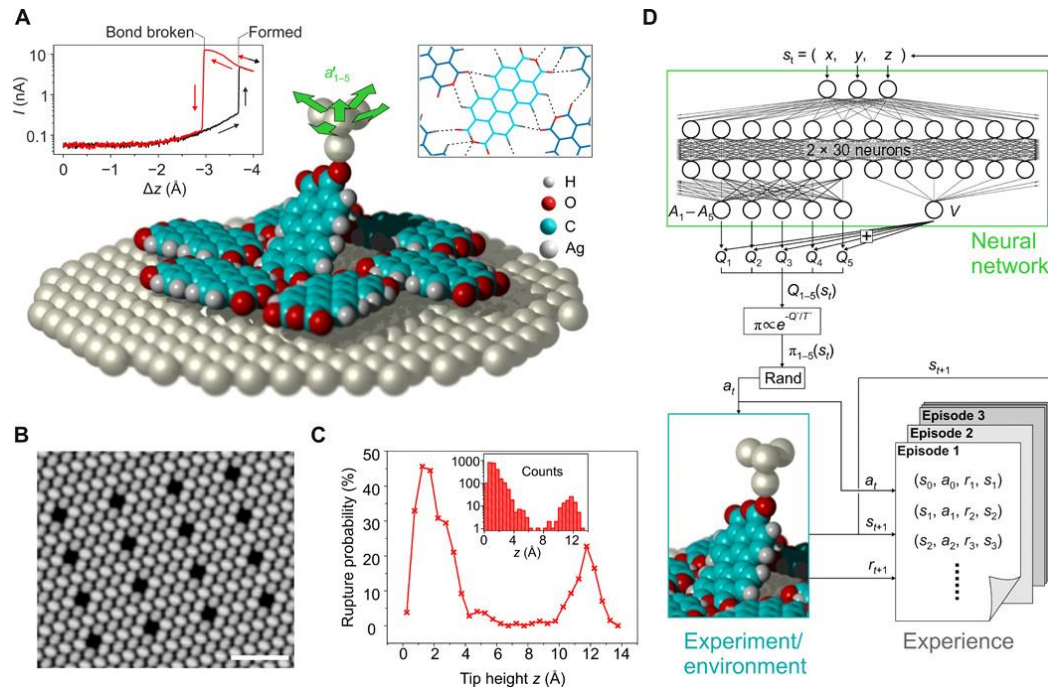 A
Bond broken
Formed
I (nA)
10
1.0
0.1
0
−1
−2
−3
−4
Δz (Å)
a′1–5
H
O
C
Ag
B
C
Rupture probability (%)
50
40
30
20
10
0
0 2 4 6 8 10 12 14
Tip height z (Å)
Counts
1000
100
10
1
0 4 8 12
z (Å)
D
st = ( x, y, z )
2 × 30 neurons
A1 – A5
V
+
Q1 Q2 Q3 Q4 Q5
Neural
network
Q1–5(st)
π∝e-Q*/T*
π1–5(st)
Rand
at
st+1
Episode 3
Episode 2
Episode 1
(s0, a0, r1, s1)
(s1, a1, r2, s2)
(s2, a2, r3, s3)
at
st+1
rt+1
Experiment/
environment
Experience